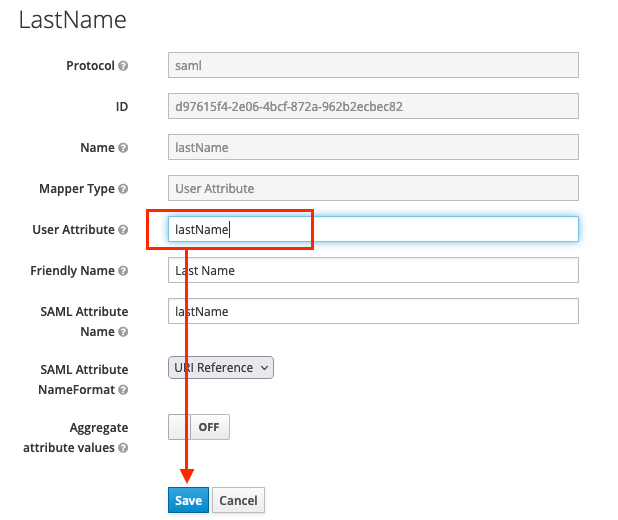 LastName
Protocol
saml
ID
d97615f4-2e06-4bcf-872a-962b2ecbec82
Name
lastName
Mapper Type
User Attribute
User Attribute
lastName
Friendly Name
Last Name
SAML Attribute
Name
lastName
SAML Attribute
NameFormat
URI Reference
Aggregate
attribute values
OFF
Save
Cancel